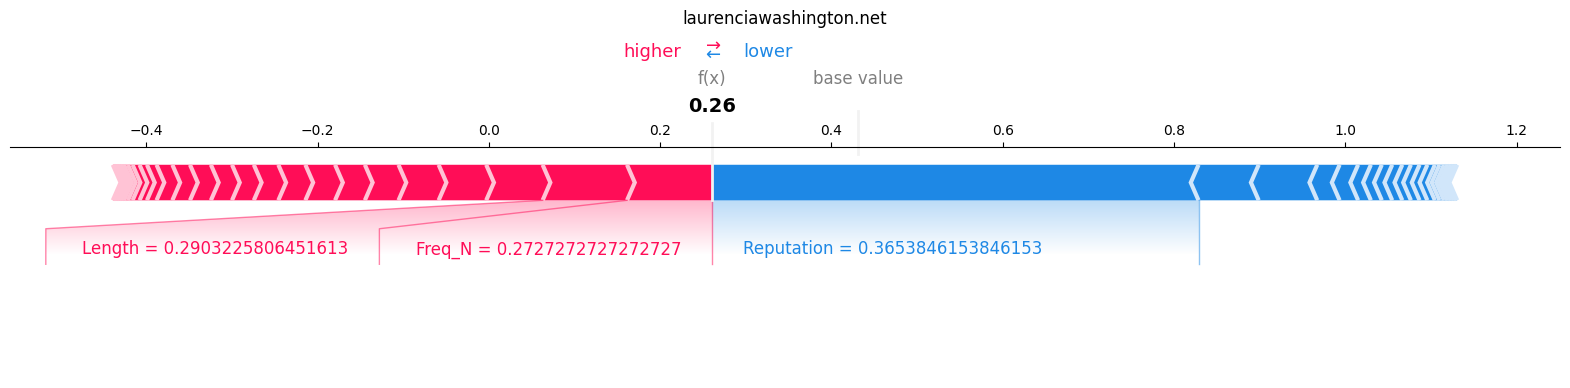 laurenciawashington.net
higher ⇄ lower
f(x) base value
0.26
−0.4 −0.2 0.0 0.2 0.4 0.6 0.8 1.0 1.2
Length = 0.2903225806451613 Freq_N = 0.2727272727272727 Reputation = 0.3653846153846153